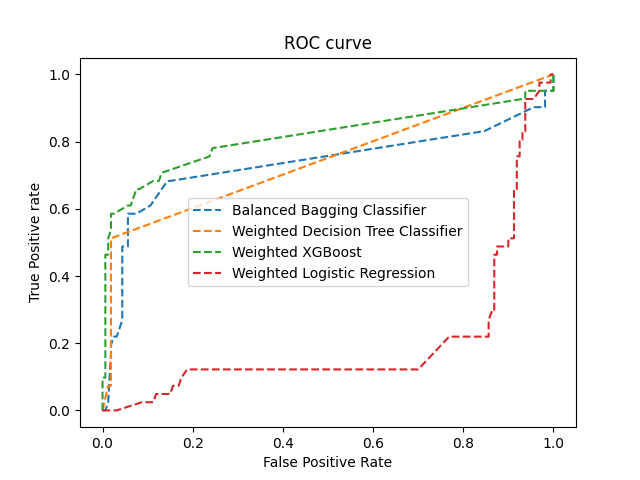 ROC curve
1.0
0.8
0.6
0.4
0.2
0.0
True Positive rate
Balanced Bagging Classifier
Weighted Decision Tree Classifier
Weighted XGBoost
Weighted Logistic Regression
0.0 0.2 0.4 0.6 0.8 1.0
False Positive Rate